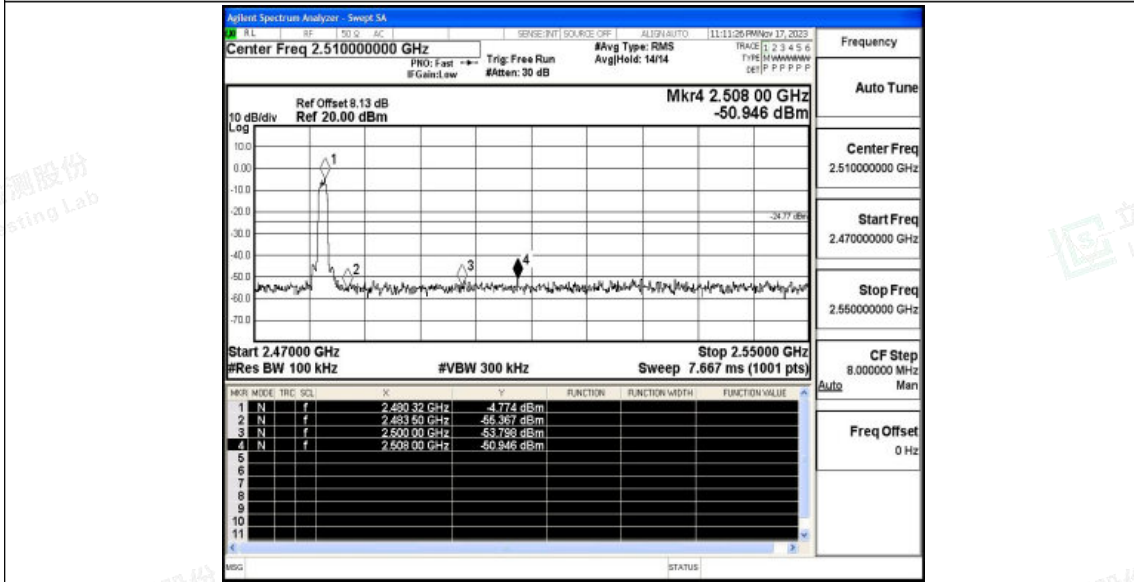 Agilent Spectrum Analyzer - Swept SA
RL RF 50 Ω AC SENSE:INT SOURCE OFF ALIGN AUTO 11:11:26 PM Nov 17, 2023
Center Freq 2.510000000 GHz #Avg Type: RMS TRACE 1 2 3 4 5 6
PNO: Fast Trig: Free Run Avg|Hold: 14/14 TYPE M WWWWW
IFGain:Low #Atten: 30 dB DET P P P P P P
Mkr4 2.508 00 GHz
-50.946 dBm
Ref Offset 8.13 dB
10 dB/div Ref 20.00 dBm
Log
10.0
0.00
-10.0
-20.0
-30.0
-40.0
-50.0
-60.0
-70.0
1
2
3
4
-24.77 dBm
Start 2.47000 GHz Stop 2.55000 GHz
#Res BW 100 kHz #VBW 300 kHz Sweep 7.667 ms (1001 pts)
MKR MODE TRC SCL X Y FUNCTION FUNCTION WIDTH FUNCTION VALUE
1 N f 2.480 32 GHz -4.774 dBm
2 N f 2.483 50 GHz -55.367 dBm
3 N f 2.500 00 GHz -53.798 dBm
4 N f 2.508 00 GHz -50.946 dBm
5
6
7
8
9
10
11
MSG STATUS
Frequency
Auto Tune
Center Freq
2.510000000 GHz
Start Freq
2.470000000 GHz
Stop Freq
2.550000000 GHz
CF Step
8.000000 MHz
Auto Man
Freq Offset
0 Hz
测股份
sting Lab
立
股份